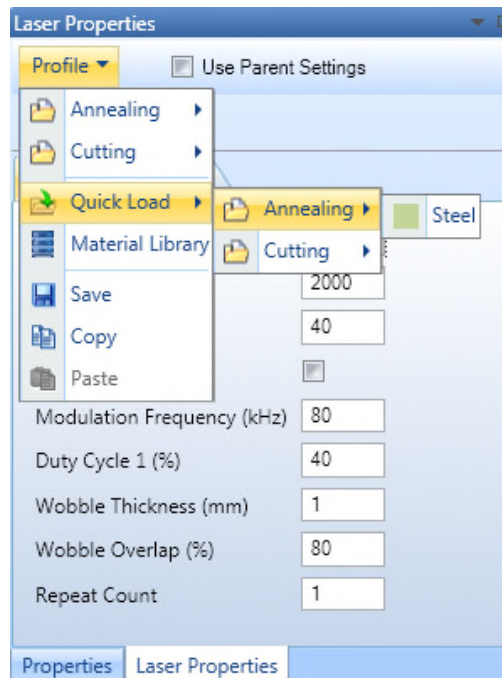 Laser Properties
Profile Use Parent Settings
Annealing
Cutting
Quick Load Annealing Steel
Material Library Cutting
2000
Save
40
Copy
Paste
Modulation Frequency (kHz) 80
Duty Cycle 1 (%) 40
Wobble Thickness (mm) 1
Wobble Overlap (%) 80
Repeat Count 1
Properties Laser Properties